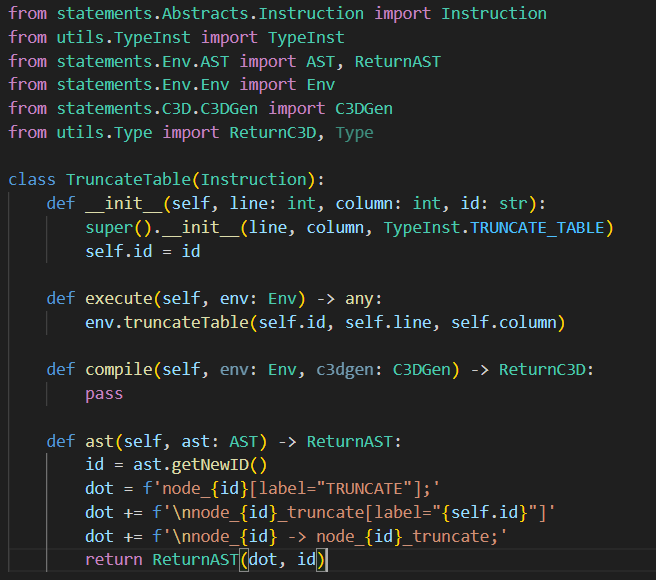 from statements.Abstracts.Instruction import Instruction
from utils.TypeInst import TypeInst
from statements.Env.AST import AST, ReturnAST
from statements.Env.Env import Env
from statements.C3D.C3DGen import C3DGen
from utils.Type import ReturnC3D, Type

class TruncateTable(Instruction):
    def __init__(self, line: int, column: int, id: str):
        super().__init__(line, column, TypeInst.TRUNCATE_TABLE)
        self.id = id

    def execute(self, env: Env) -> any:
        env.truncateTable(self.id, self.line, self.column)

    def compile(self, env: Env, c3dgen: C3DGen) -> ReturnC3D:
        pass

    def ast(self, ast: AST) -> ReturnAST:
        id = ast.getNewID()
        dot = f'node_{id}[label="TRUNCATE"];'
        dot += f'\nnode_{id}_truncate[label="{self.id}"]'
        dot += f'\nnode_{id} -> node_{id}_truncate;'
        return ReturnAST(dot, id)